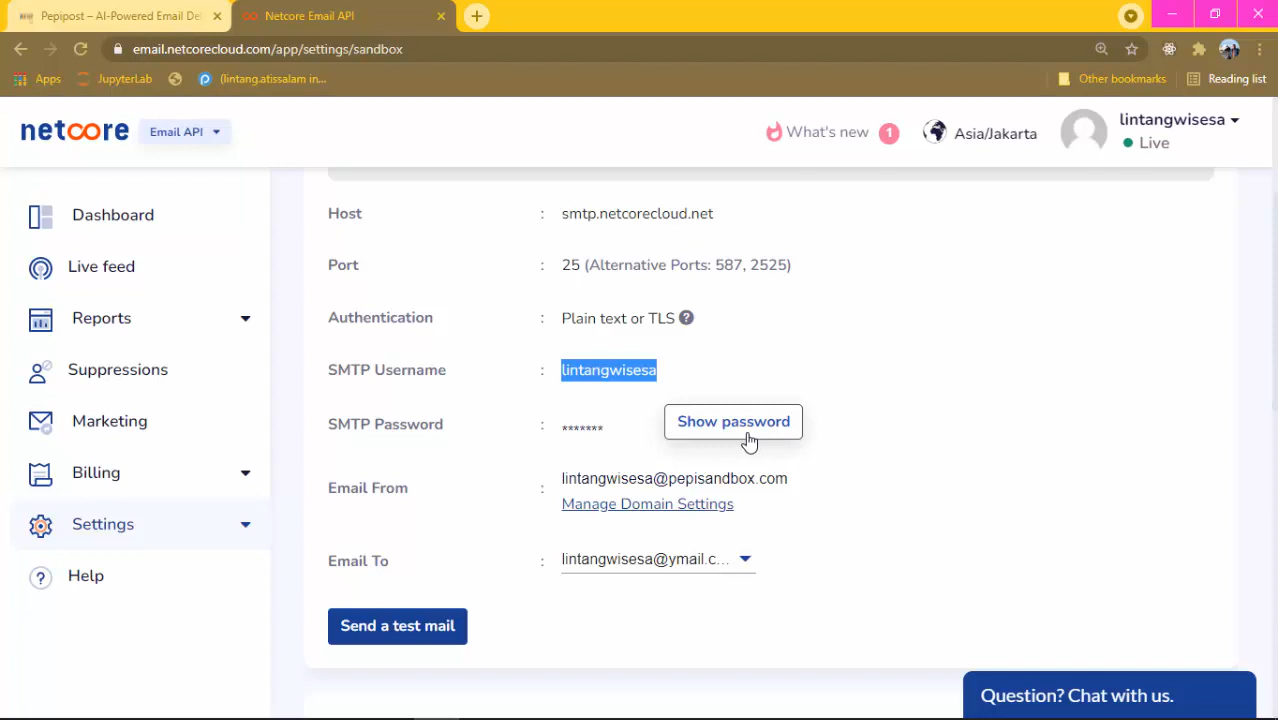 Pepipost – AI-Powered Email De
Netcore Email API
email.netcorecloud.com/app/settings/sandbox
Apps
JupyterLab
(lintang.atissalam in...
Other bookmarks
Reading list
netcore
Email API
What's new 1
Asia/Jakarta
lintangwisesa
Live
Dashboard
Live feed
Reports
Suppressions
Marketing
Billing
Settings
Help
Host : smtp.netcorecloud.net
Port : 25 (Alternative Ports: 587, 2525)
Authentication : Plain text or TLS ?
SMTP Username : lintangwisesa
SMTP Password : ******* Show password
Email From : lintangwisesa@pepisandbox.com
Manage Domain Settings
Email To : lintangwisesa@ymail.c...
Send a test mail
Question? Chat with us.